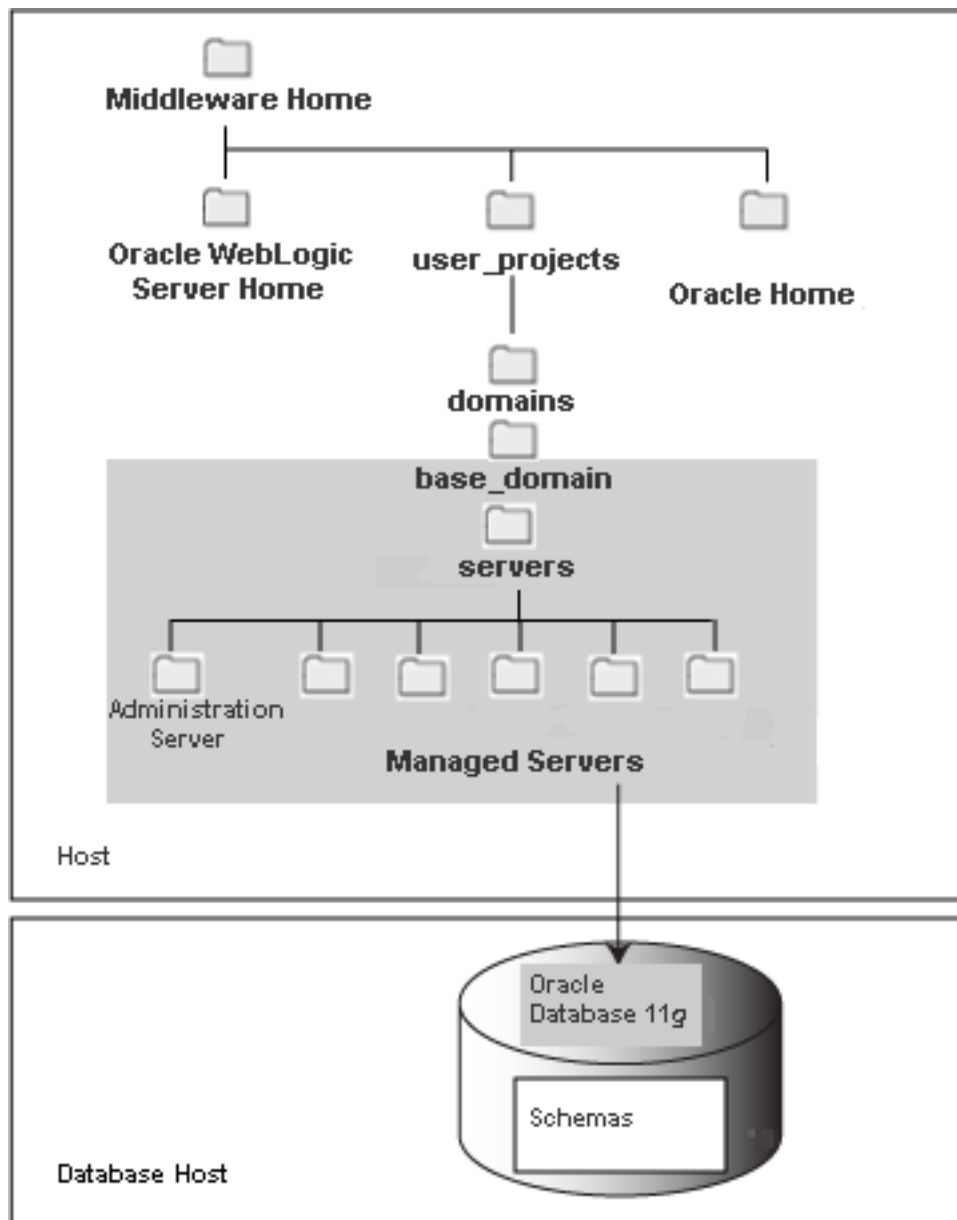 Middleware Home
Oracle WebLogic
Server Home
user_projects
Oracle Home
domains
base_domain
servers
Administration
Server
Managed Servers
Host
Oracle
Database 11g
Schemas
Database Host